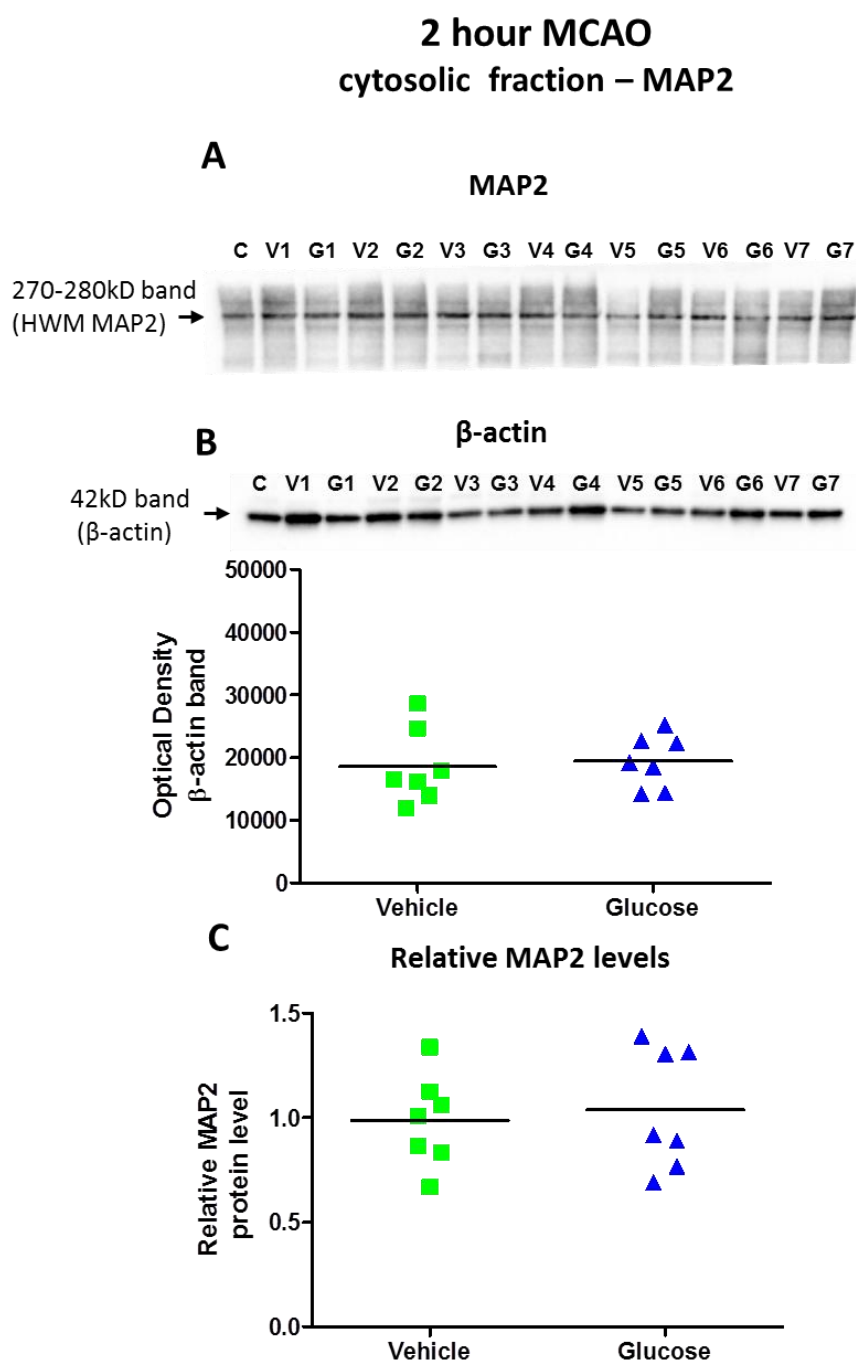 2 hour MCAO
cytosolic fraction – MAP2
A
MAP2
C V1 G1 V2 G2 V3 G3 V4 G4 V5 G5 V6 G6 V7 G7
270-280kD band
(HWM MAP2)
B
β-actin
C V1 G1 V2 G2 V3 G3 V4 G4 V5 G5 V6 G6 V7 G7
42kD band
(β-actin)
50000
40000
30000
20000
10000
0
Optical Density
β-actin band
Vehicle Glucose
C
Relative MAP2 levels
1.5
1.0
0.5
0.0
Relative MAP2
protein level
Vehicle Glucose